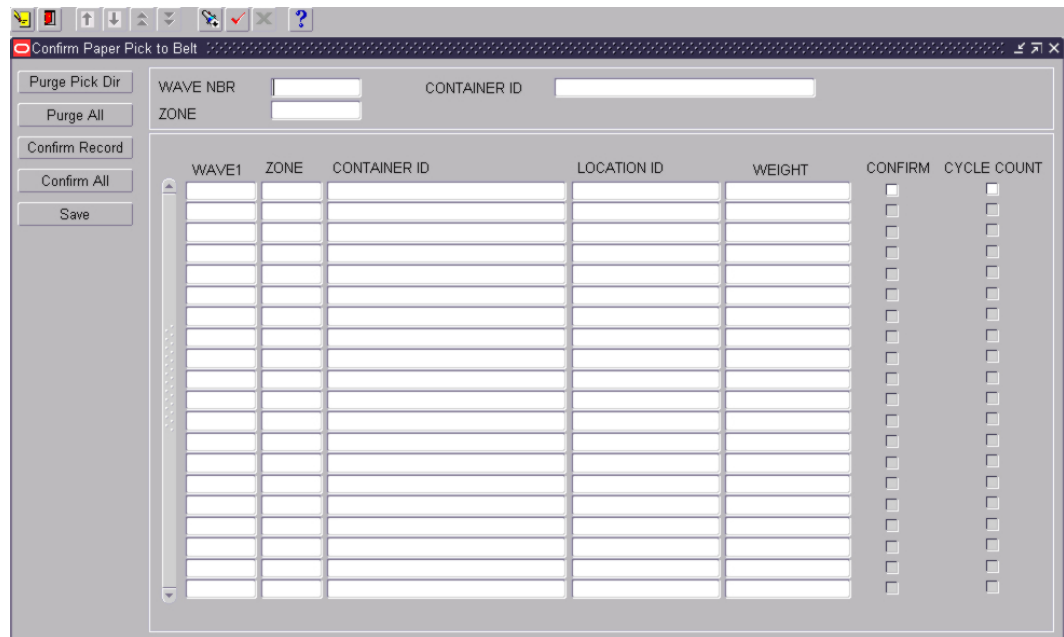 ?
Confirm Paper Pick to Belt
Purge Pick Dir
Purge All
Confirm Record
Confirm All
Save
WAVE NBR CONTAINER ID
ZONE
WAVE1 ZONE CONTAINER ID LOCATION ID WEIGHT CONFIRM CYCLE COUNT